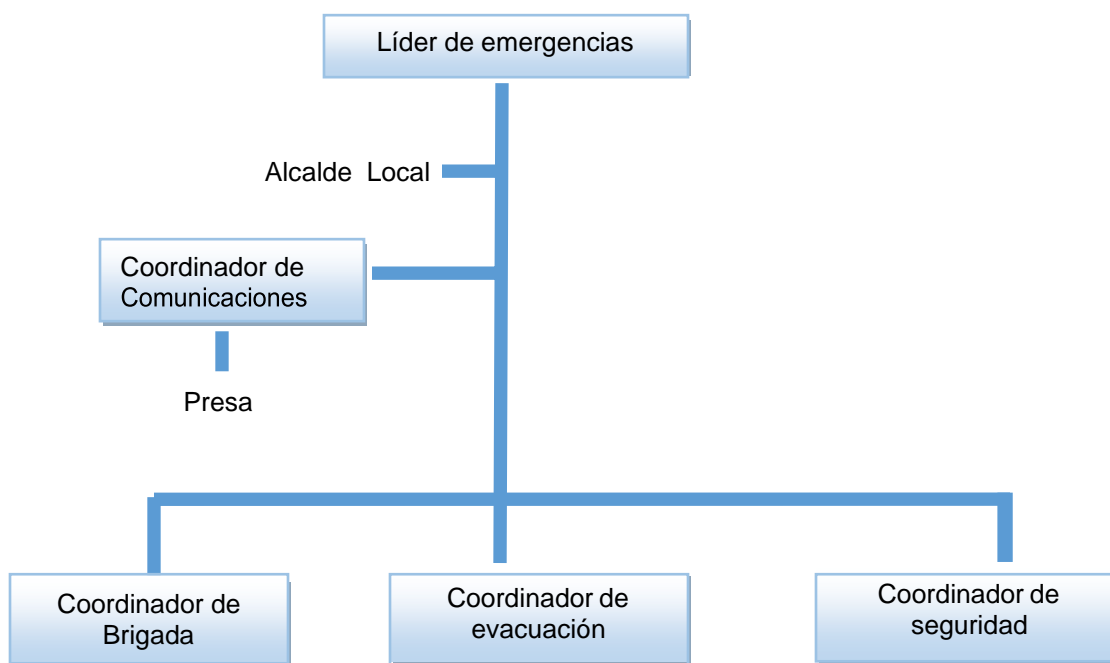 Líder de emergencias
Alcalde Local
Coordinador de
Comunicaciones
Presa
Coordinador de
Brigada
Coordinador de
evacuación
Coordinador de
seguridad